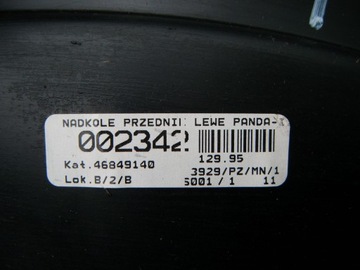 NADKOLE PRZEDNIE LEWE PANDA-
002342
129.95
Kat.46849140
3929/PZ/MN/1
Lok.B/2/B
5001 / 1 11